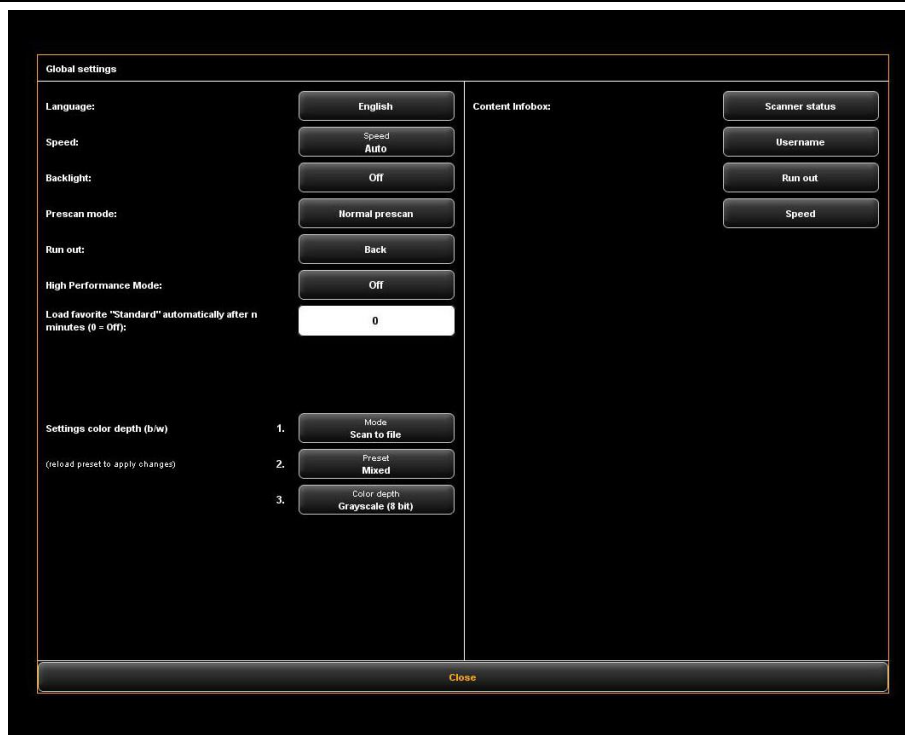 Global settings
Language:
English
Speed:
Speed
Auto
Backlight:
Off
Prescan mode:
Normal prescan
Run out:
Back
High Performance Mode:
Off
Load favorite "Standard" automatically after n
minutes (0 = Off):
0
Settings color depth (b/w)
1.
Mode
Scan to file
(reload preset to apply changes)
2.
Preset
Mixed
3.
Color depth
Grayscale (8 bit)
Content Infobox:
Scanner status
Username
Run out
Speed
Close